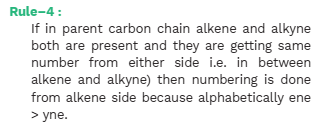 Rule–4 :
If in parent carbon chain alkene and alkyne
both are present and they are getting same
number from either side i.e. in between
alkene and alkyne) then numbering is done
from alkene side because alphabetically ene
> yne.